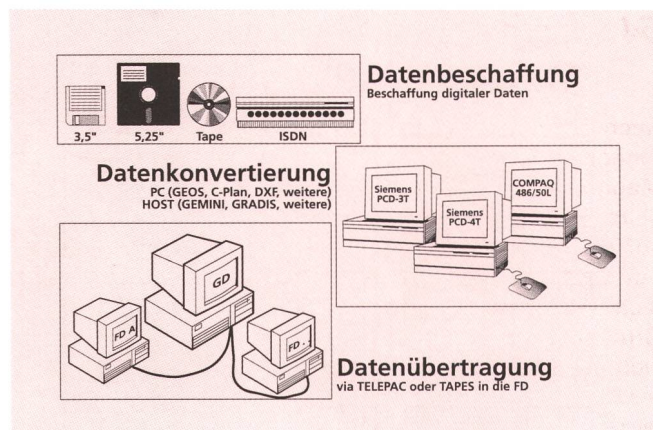 Datenbeschaffung
Beschaffung digitaler Daten
3,5" 5,25" Tape ISDN
Datenkonvertierung
PC (GEOS, C-Plan, DXF, weitere)
HOST (GEMINI, GRADIS, weitere)
Siemens
PCD-3T
Siemens
PCD-4T
COMPAQ
486/50L
GD
FD A
FD .
Datenübertragung
via TELEPAC oder TAPES in die FD